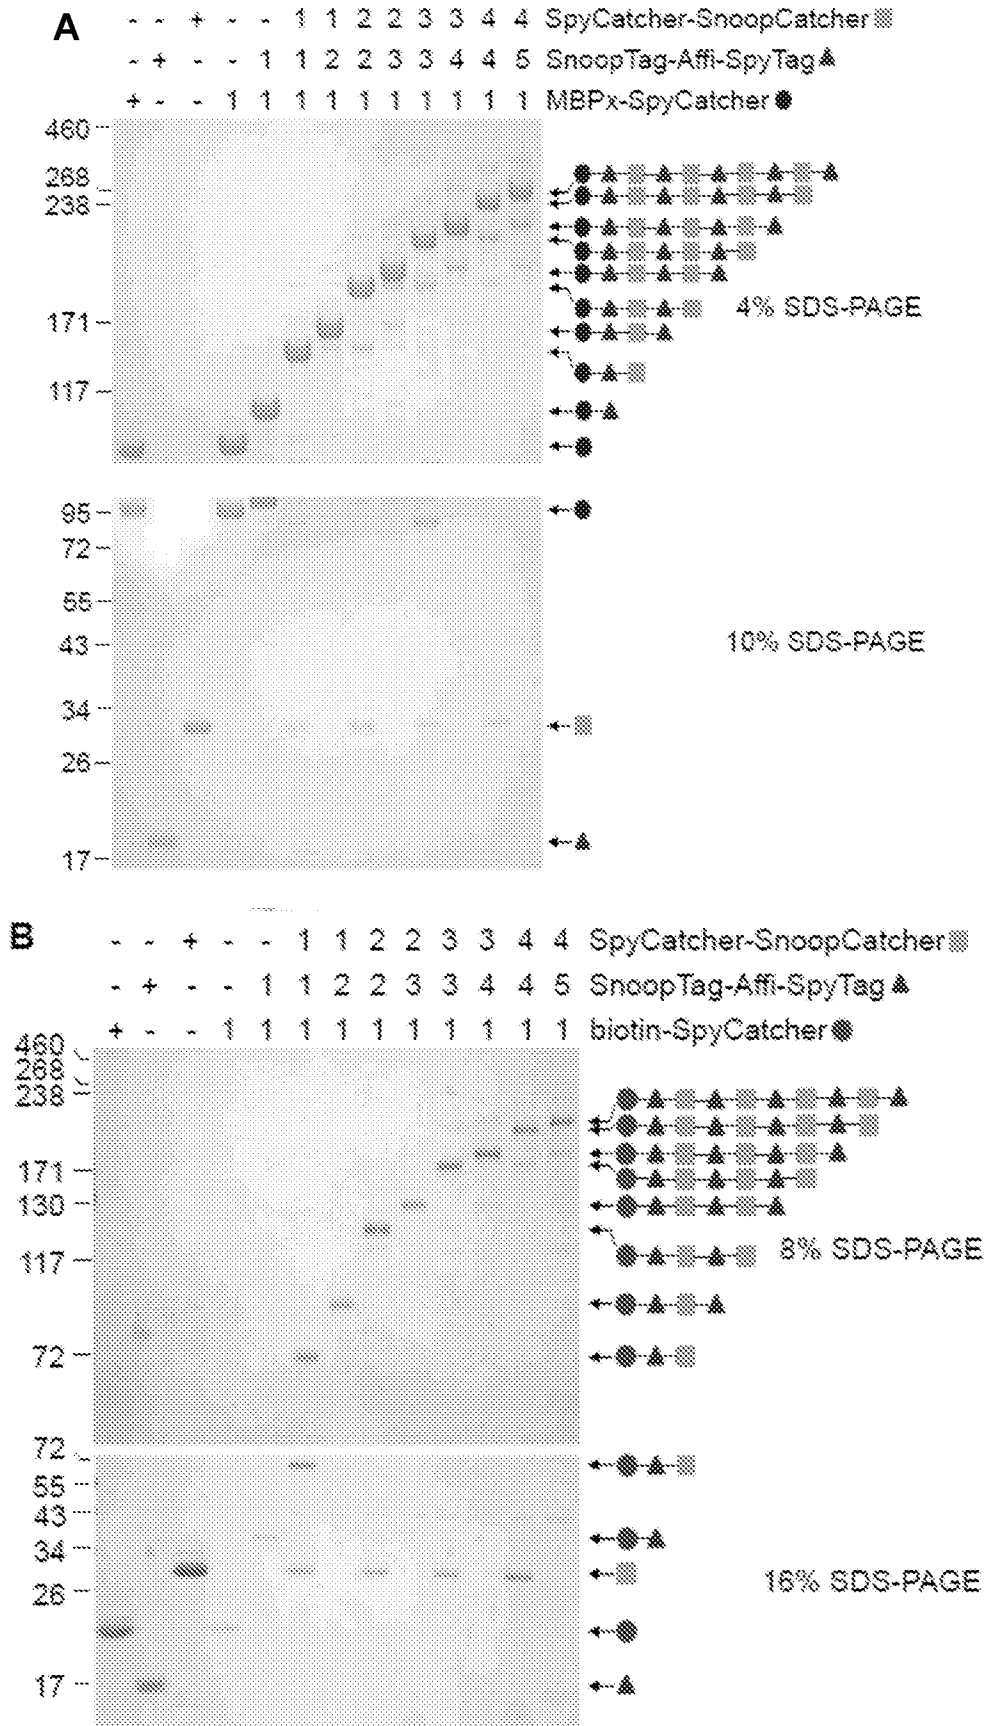 A
- - + - - 1 1 2 2 3 3 4 4 SpyCatcher-SnoopCatcher
- + - - 1 1 2 2 3 3 4 4 5 SnoopTag-Affi-SpyTag
+ - - 1 1 1 1 1 1 1 1 1 1 MBPx-SpyCatcher
460
268
238
171
117
4% SDS-PAGE
95
72
55
43
34
26
17
10% SDS-PAGE
B
- - + - - 1 1 2 2 3 3 4 4 SpyCatcher-SnoopCatcher
- + - - 1 1 2 2 3 3 4 4 5 SnoopTag-Affi-SpyTag
+ - - 1 1 1 1 1 1 1 1 1 1 biotin-SpyCatcher
460
268
238
171
130
117
72
8% SDS-PAGE
72
55
43
34
26
17
16% SDS-PAGE